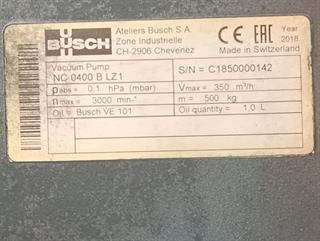 BUSCH
Ateliers Busch S.A.
Zone Industrielle
CH-2906 Chevenez
CE EAC
Year
2018
Made in Switzerland
Vacuum Pump
NC 0400 B LZ1
S/N = C1850000142
pabs = 0,1 hPa (mbar)
Vmax = 350 m³/h
nmax = 3000 min-¹
m = 500 kg
Oil = Busch VE 101
Oil quantity = 1,0 L